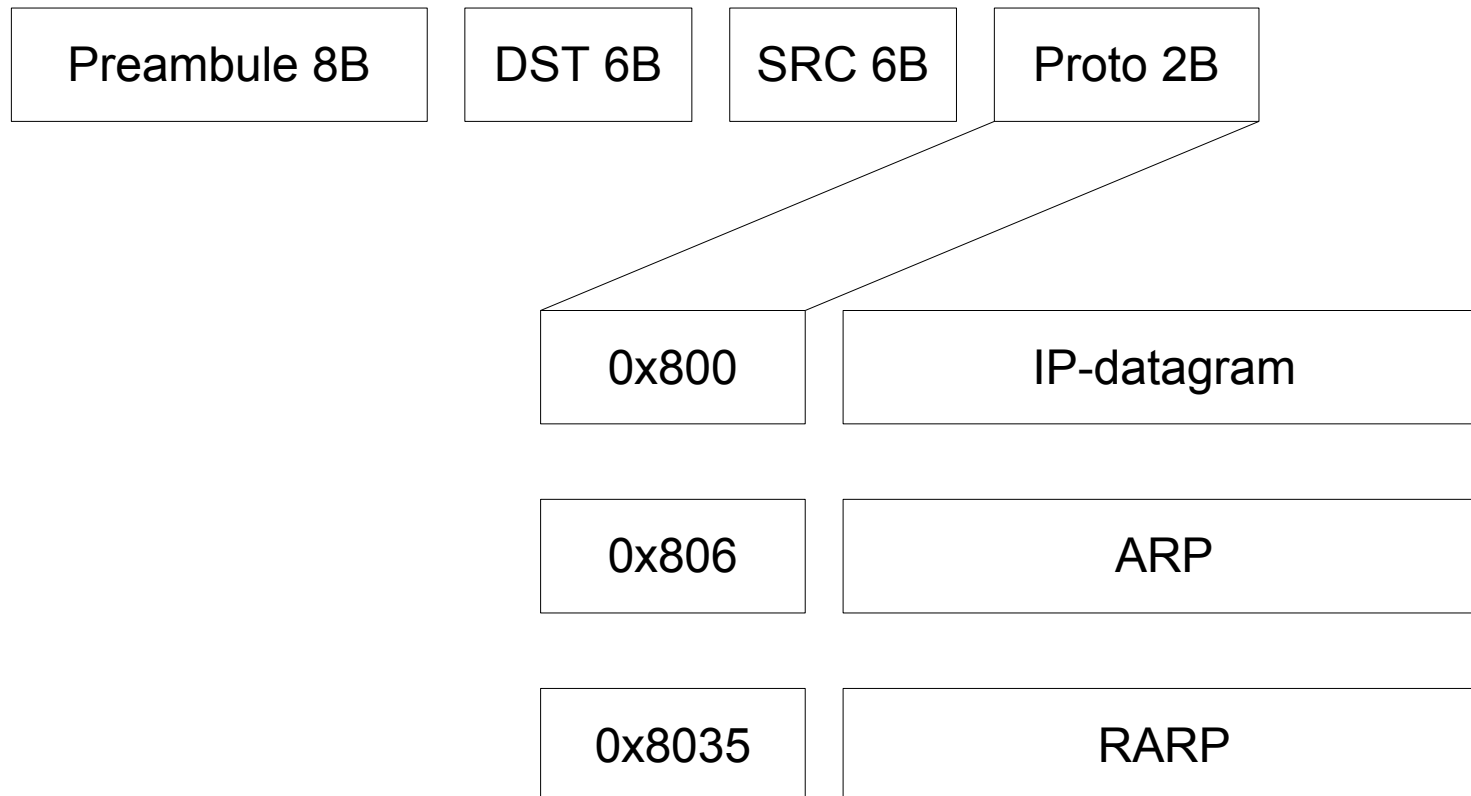 Preambule 8B DST 6B SRC 6B Proto 2B
0x800 IP-datagram
0x806 ARP
0x8035 RARP